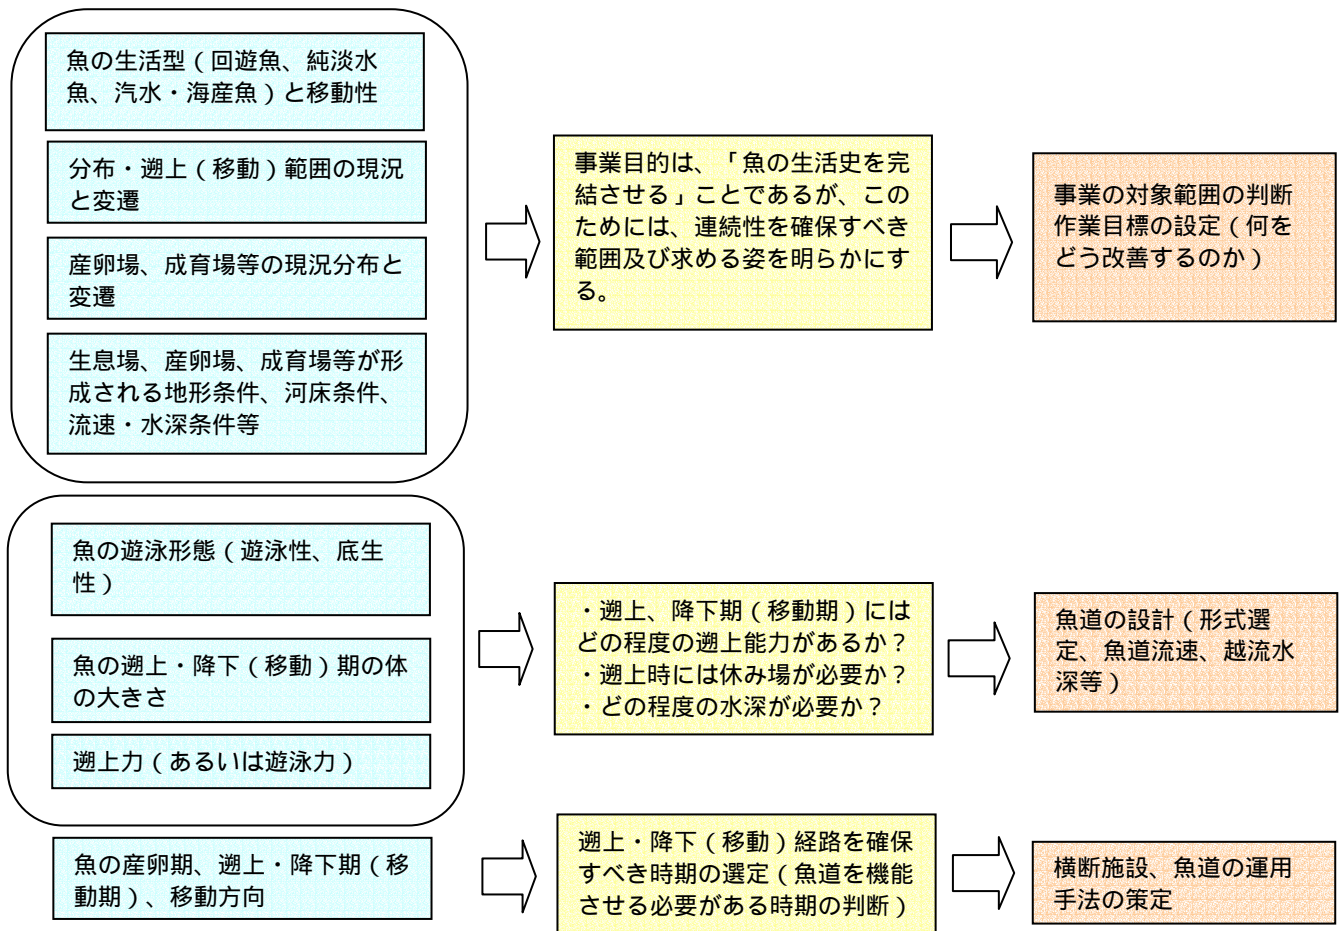 魚の生活型（回遊魚、純淡水
魚、汽水・海産魚）と移動性
分布・遡上（移動）範囲の現況
と変遷
産卵場、成育場等の現況分布と
変遷
生息場、産卵場、成育場等が形
成される地形条件、河床条件、
流速・水深条件等
事業目的は、「魚の生活史を完
結させる」ことであるが、この
ためには、連続性を確保すべき
範囲及び求める姿を明らかにす
る。
事業の対象範囲の判断
作業目標の設定（何を
どう改善するのか）
魚の遊泳形態（遊泳性、底生
性）
魚の遡上・降下（移動）期の体
の大きさ
遡上力（あるいは遊泳力）
・遡上、降下期（移動期）には
どの程度の遡上能力があるか？
・遡上時には休み場が必要か？
・どの程度の水深が必要か？
魚道の設計（形式選
定、魚道流速、越流水
深等）
魚の産卵期、遡上・降下期（移
動期）、移動方向
遡上・降下（移動）経路を確保
すべき時期の選定（魚道を機能
させる必要がある時期の判断）
横断施設、魚道の運用
手法の策定